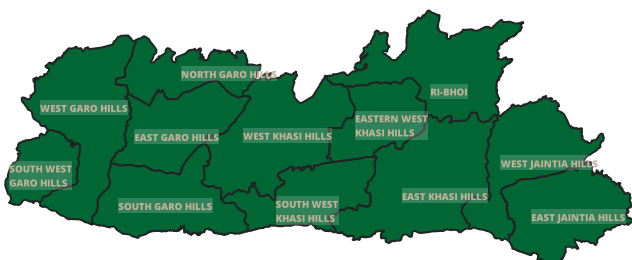 NORTH GARO HILLS
RI-BHOI
WEST GARO HILLS
EASTERN WEST
KHASI HILLS
EAST GARO HILLS
WEST KHASI HILLS
WEST JAINTIA HILLS
SOUTH WEST
GARO HILLS
EAST KHASI HILLS
SOUTH GARO HILLS
SOUTH WEST
KHASI HILLS
EAST JAINTIA HILLS